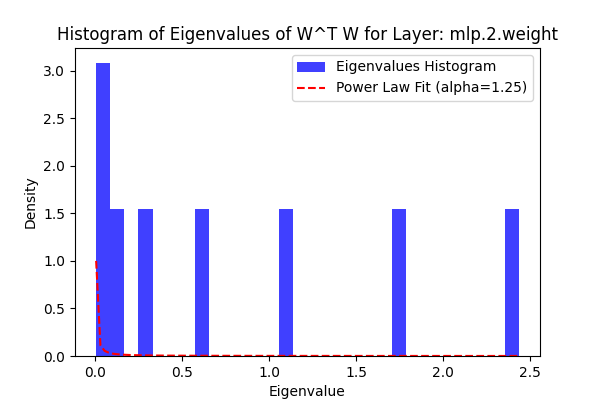 Histogram of Eigenvalues of W^T W for Layer: mlp.2.weight
Eigenvalues Histogram
Power Law Fit (alpha=1.25)
Density
3.0
2.5
2.0
1.5
1.0
0.5
0.0
0.0 0.5 1.0 1.5 2.0 2.5
Eigenvalue